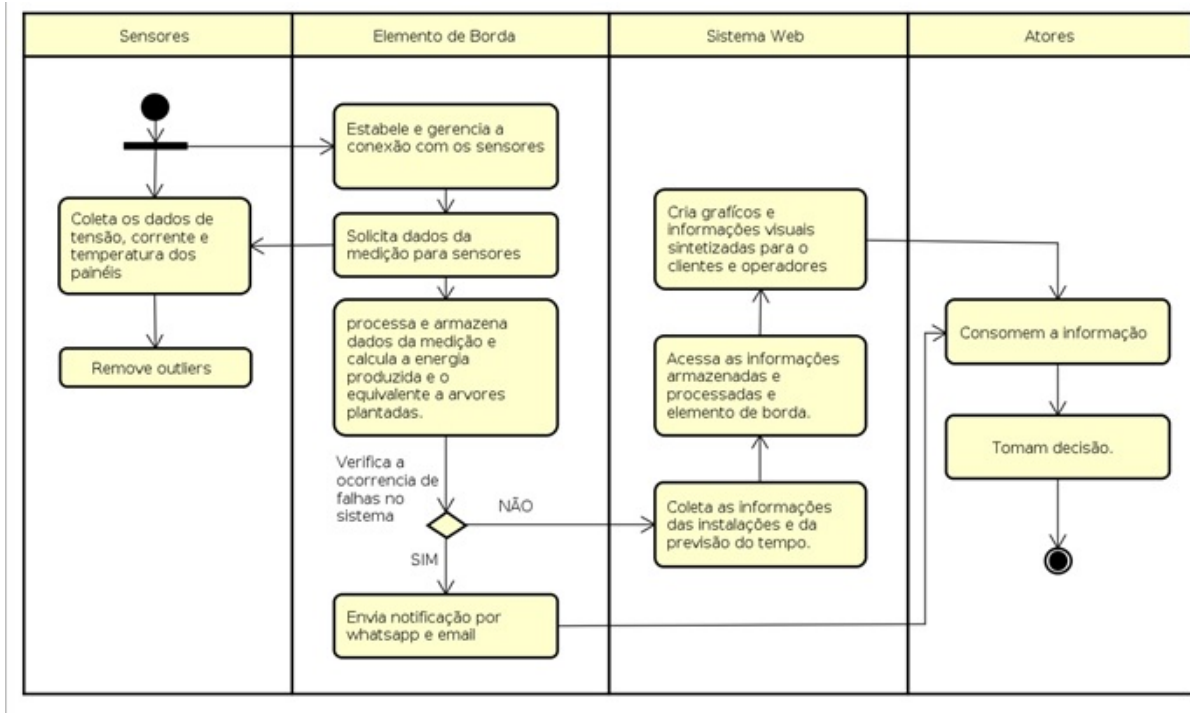 Sensores
Elemento de Borda
Sistema Web
Atores
Estabele e gerencia a
conexão com os sensores
Coleta os dados de
tensão, corrente e
temperatura dos
painéis
Solicita dados da
medição para sensores
Remove outliers
processa e armazena
dados da medição e
calcula a energia
produzida e o
equivalente a arvores
plantadas.
Verifica a
ocorrencia de
falhas no
sistema
NÃO
SIM
Envia notificação por
whatsapp e email
Cria grafícos e
informações visuais
sintetizadas para o
clientes e operadores
Acessa as informações
armazenadas e
processadas e
elemento de borda.
Coleta as informações
das instalações e da
previsão do tempo.
Consomem a informação
Tomam decisão.